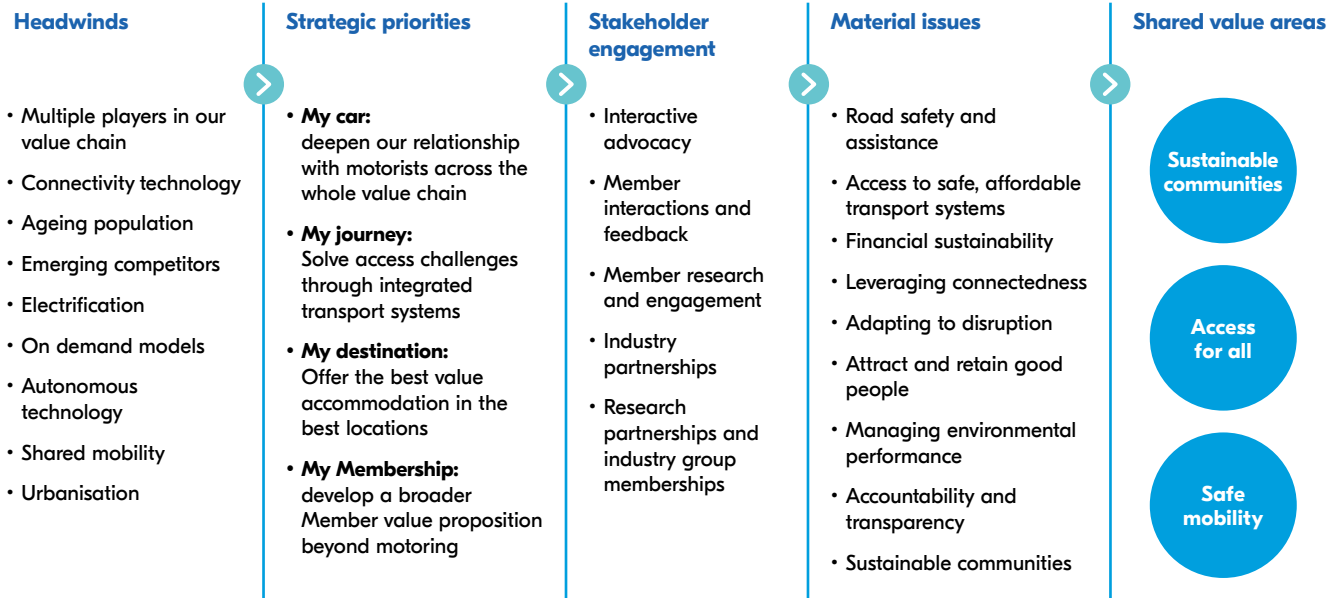 Headwinds
• Multiple players in our
value chain
• Connectivity technology
• Ageing population
• Emerging competitors
• Electrification
• On demand models
• Autonomous
technology
• Shared mobility
• Urbanisation
Strategic priorities
• My car:
deepen our relationship
with motorists across the
whole value chain
• My journey:
Solve access challenges
through integrated
transport systems
• My destination:
Offer the best value
accommodation in the
best locations
• My Membership:
develop a broader
Member value proposition
beyond motoring
Stakeholder
engagement
• Interactive
advocacy
• Member
interactions and
feedback
• Member research
and engagement
• Industry
partnerships
• Research
partnerships and
industry group
memberships
Material issues
• Road safety and
assistance
• Access to safe, affordable
transport systems
• Financial sustainability
• Leveraging connectedness
• Adapting to disruption
• Attract and retain good
people
• Managing environmental
performance
• Accountability and
transparency
• Sustainable communities
Shared value areas
Sustainable
communities
Access
for all
Safe
mobility